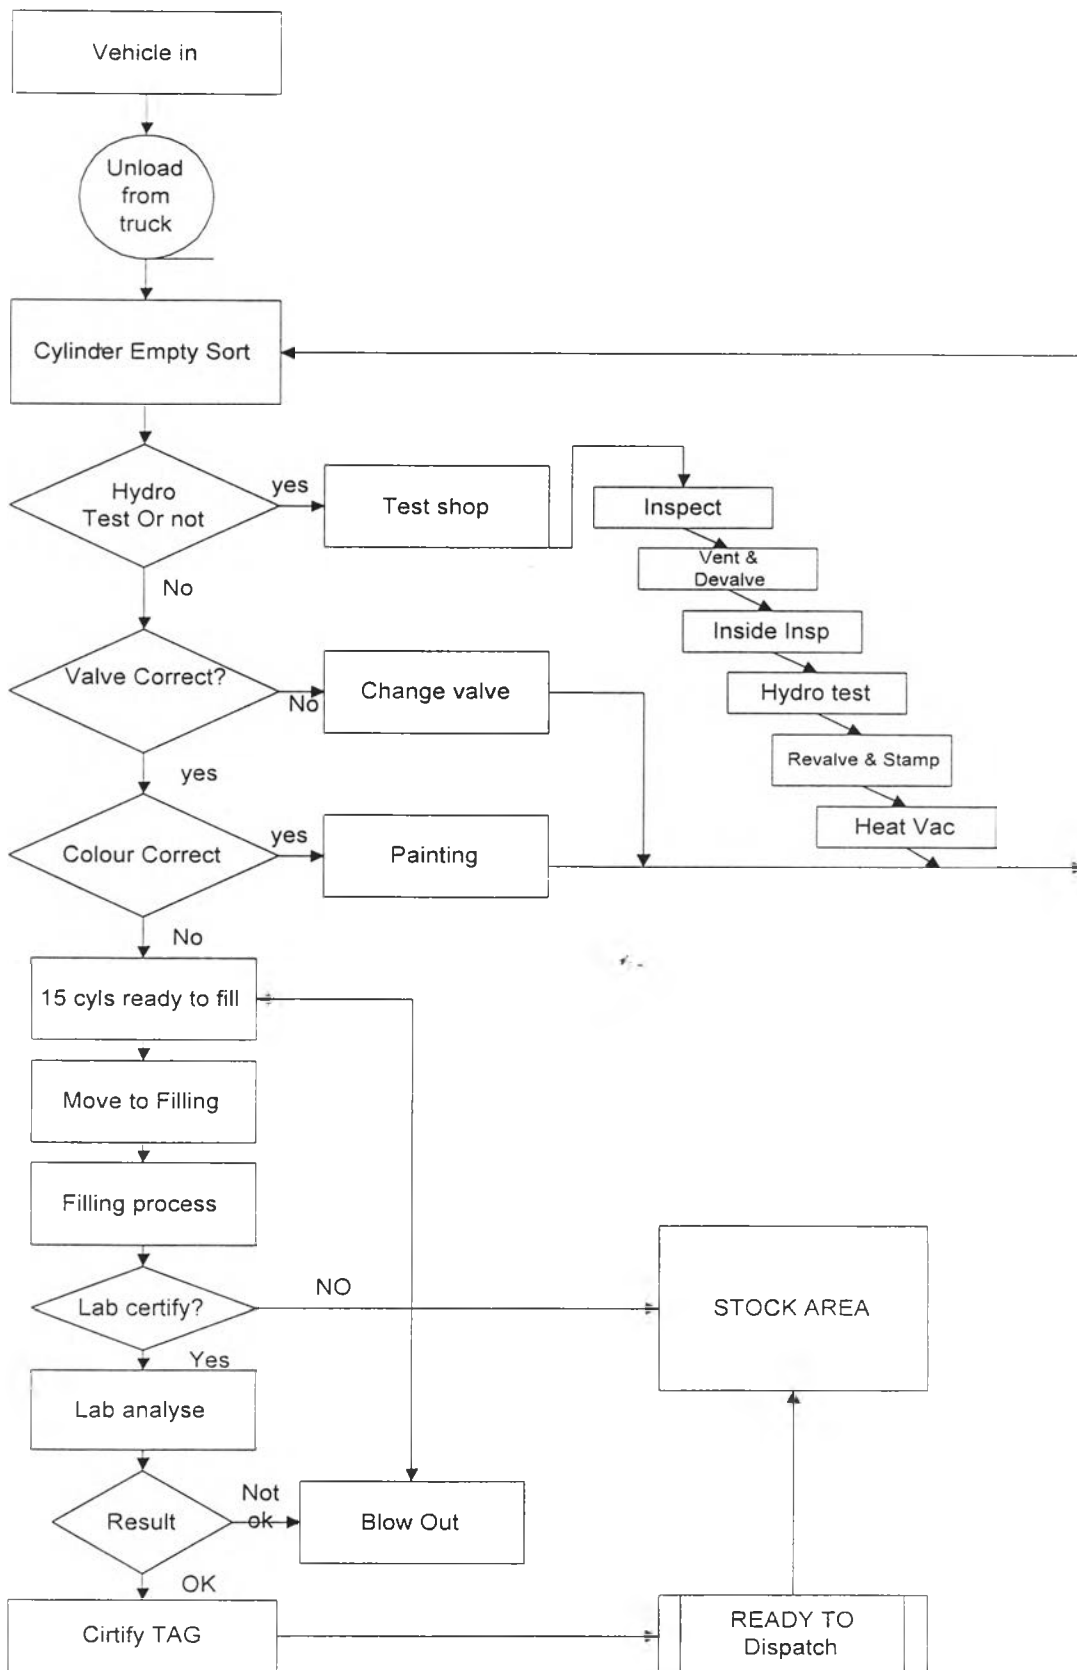 Vehicle in
Unload
from
truck
Cylinder Empty Sort
Hydro
Test Or not
yes
Test shop
Inspect
Vent &
Devalve
No
Inside Insp
Valve Correct?
No
Change valve
Hydro test
Revalve & Stamp
yes
Heat Vac
Colour Correct
yes
Painting
No
15 cyls ready to fill
Move to Filling
Filling process
Lab certify?
NO
STOCK AREA
Yes
Lab analyse
Result
Not
ok
Blow Out
OK
Cirtify TAG
READY TO
Dispatch